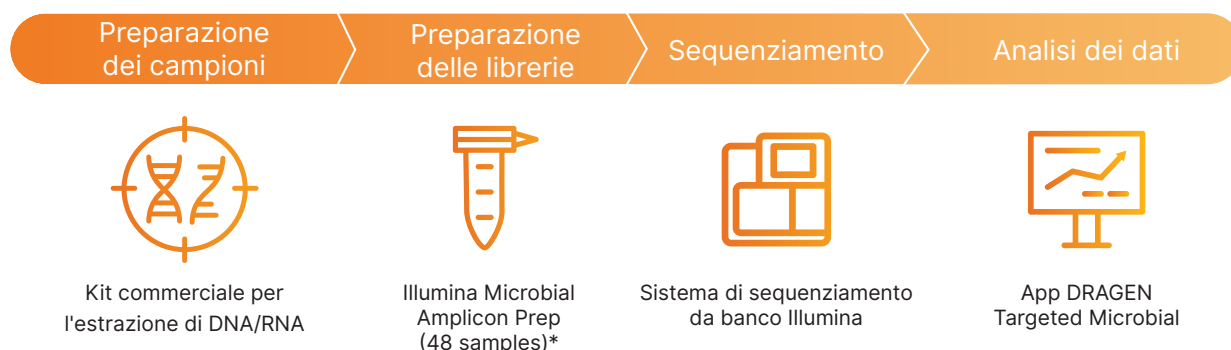 Preparazione
dei campioni
Preparazione
delle librerie
Sequenziamento
Analisi dei dati
Kit commerciale per
l'estrazione di DNA/RNA
Illumina Microbial
Amplicon Prep
(48 samples)*
Sistema di sequenziamento
da banco Illumina
App DRAGEN
Targeted Microbial